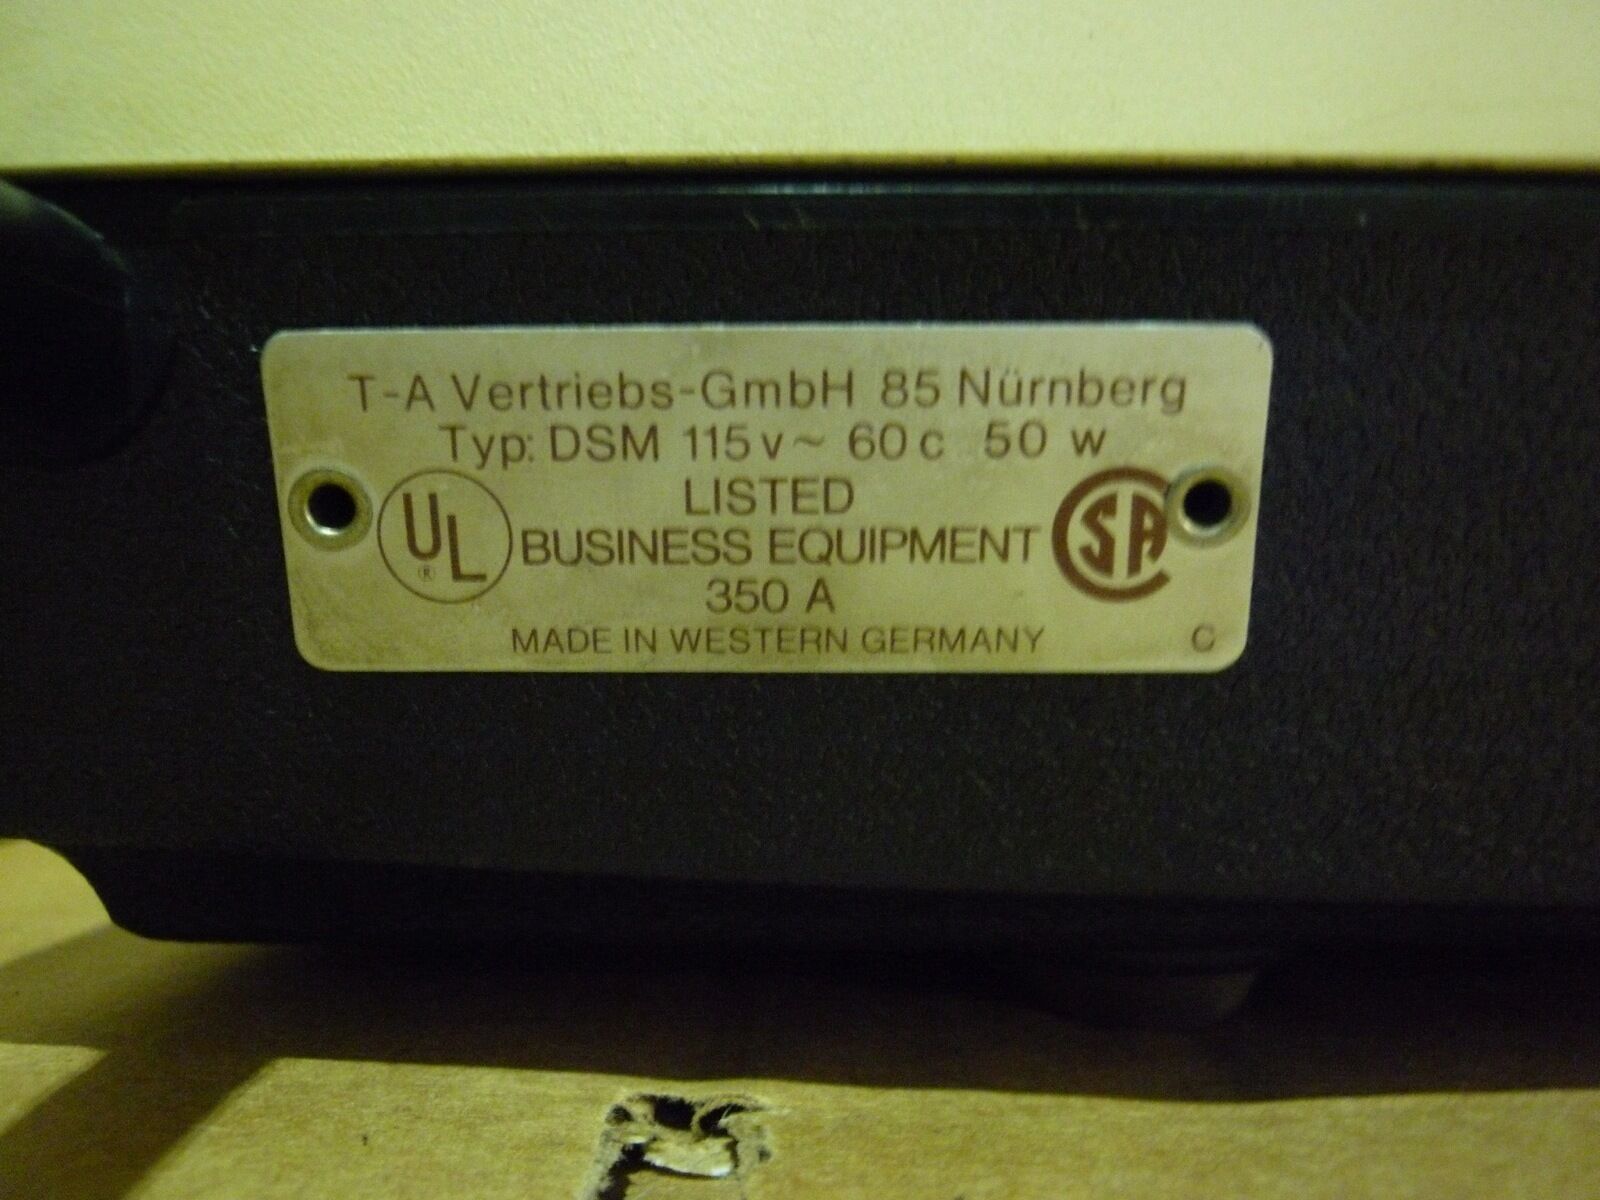 T-A Vertriebs-GmbH 85 Nürnberg
Typ: DSM 115 v ~ 60 c 50 w
LISTED
UL ® BUSINESS EQUIPMENT CSA
350 A
MADE IN WESTERN GERMANY C